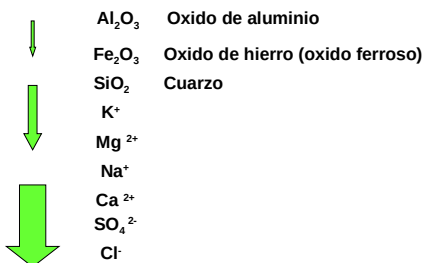 Al₂O₃ Oxido de aluminio
Fe₂O₃ Oxido de hierro (oxido ferroso)
SiO₂ Cuarzo
K⁺
Mg ²⁺
Na⁺
Ca ²⁺
SO₄ ²⁻
Cl⁻